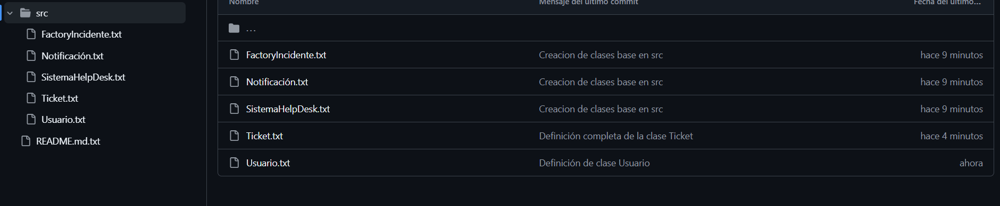 src
FactoryIncidente.txt
Notificación.txt
SistemaHelpDesk.txt
Ticket.txt
Usuario.txt
README.md.txt
Nombre Mensaje del último commit Fecha del último...
...
FactoryIncidente.txt Creacion de clases base en src hace 9 minutos
Notificación.txt Creacion de clases base en src hace 9 minutos
SistemaHelpDesk.txt Creacion de clases base en src hace 9 minutos
Ticket.txt Definición completa de la clase Ticket hace 4 minutos
Usuario.txt Definición de clase Usuario ahora